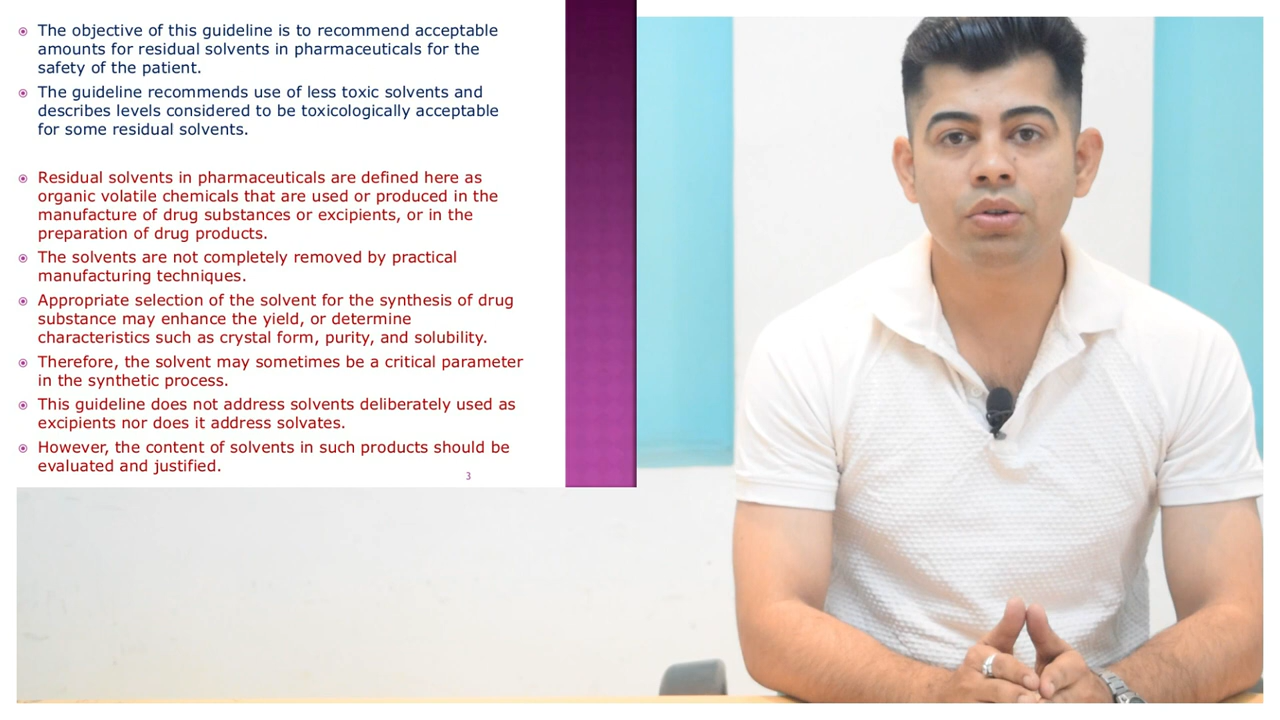 The objective of this guideline is to recommend acceptable
amounts for residual solvents in pharmaceuticals for the
safety of the patient.
The guideline recommends use of less toxic solvents and
describes levels considered to be toxicologically acceptable
for some residual solvents.
Residual solvents in pharmaceuticals are defined here as
organic volatile chemicals that are used or produced in the
manufacture of drug substances or excipients, or in the
preparation of drug products.
The solvents are not completely removed by practical
manufacturing techniques.
Appropriate selection of the solvent for the synthesis of drug
substance may enhance the yield, or determine
characteristics such as crystal form, purity, and solubility.
Therefore, the solvent may sometimes be a critical parameter
in the synthetic process.
This guideline does not address solvents deliberately used as
excipients nor does it address solvates.
However, the content of solvents in such products should be
evaluated and justified.
3